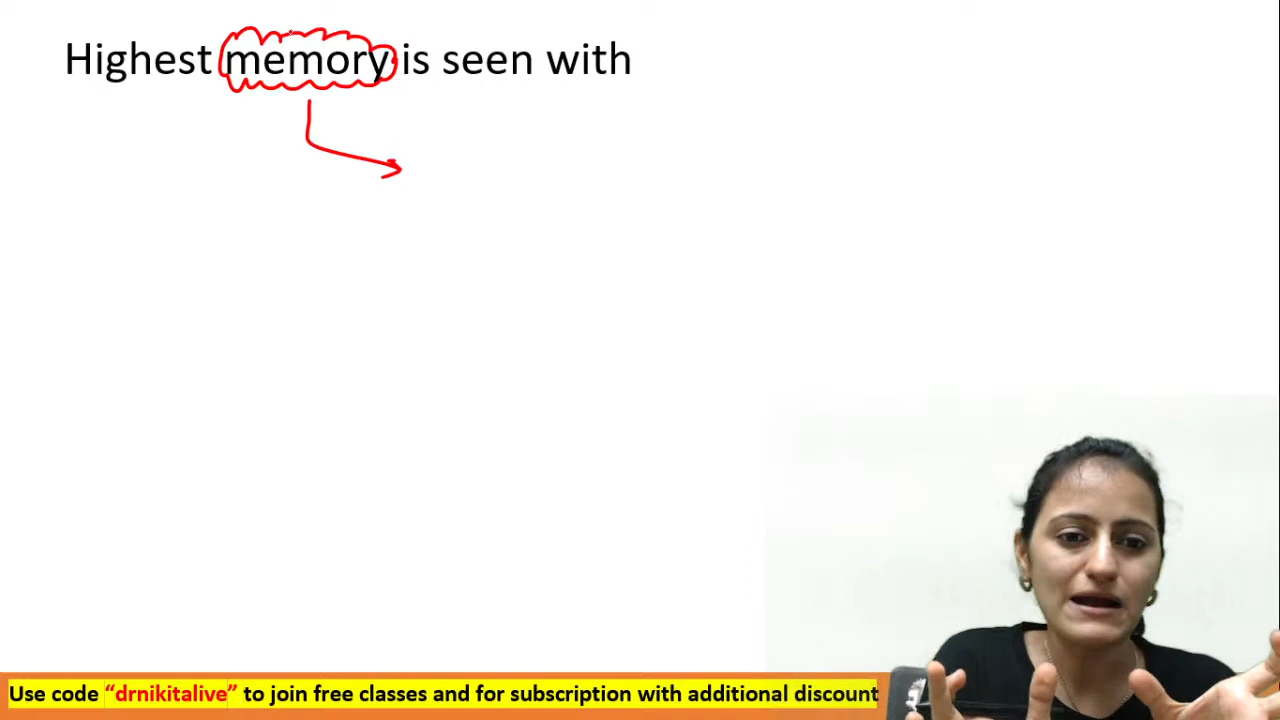 Highest memory is seen with
Use code “drnikitalive” to join free classes and for subscription with additional discount